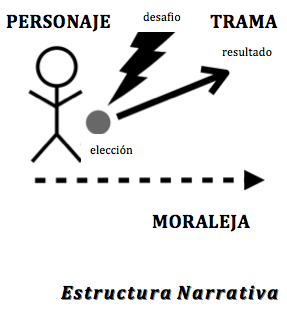 PERSONAJE
desafio
TRAMA
resultado
elección
MORALEJA
Estructura Narrativa